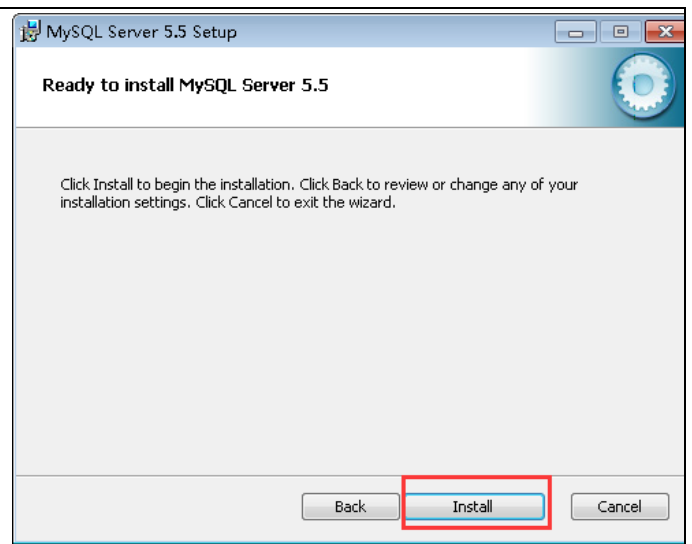 MySQL Server 5.5 Setup
Ready to install MySQL Server 5.5
Click Install to begin the installation. Click Back to review or change any of your
installation settings. Click Cancel to exit the wizard.
Back Install Cancel